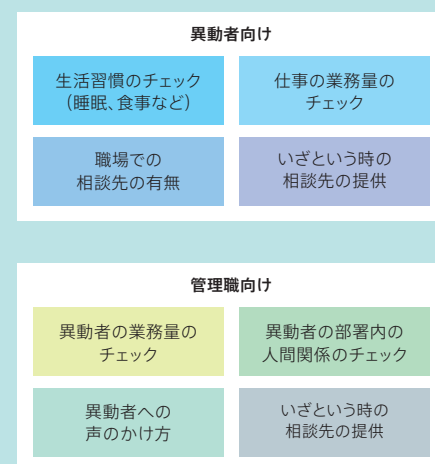 異動者向け
生活習慣のチェック
（睡眠、食事など）
仕事の業務量の
チェック
職場での
相談先の有無
いざという時の
相談先の提供
管理職向け
異動者の業務量の
チェック
異動者の部署内の
人間関係のチェック
異動者への
声のかけ方
いざという時の
相談先の提供